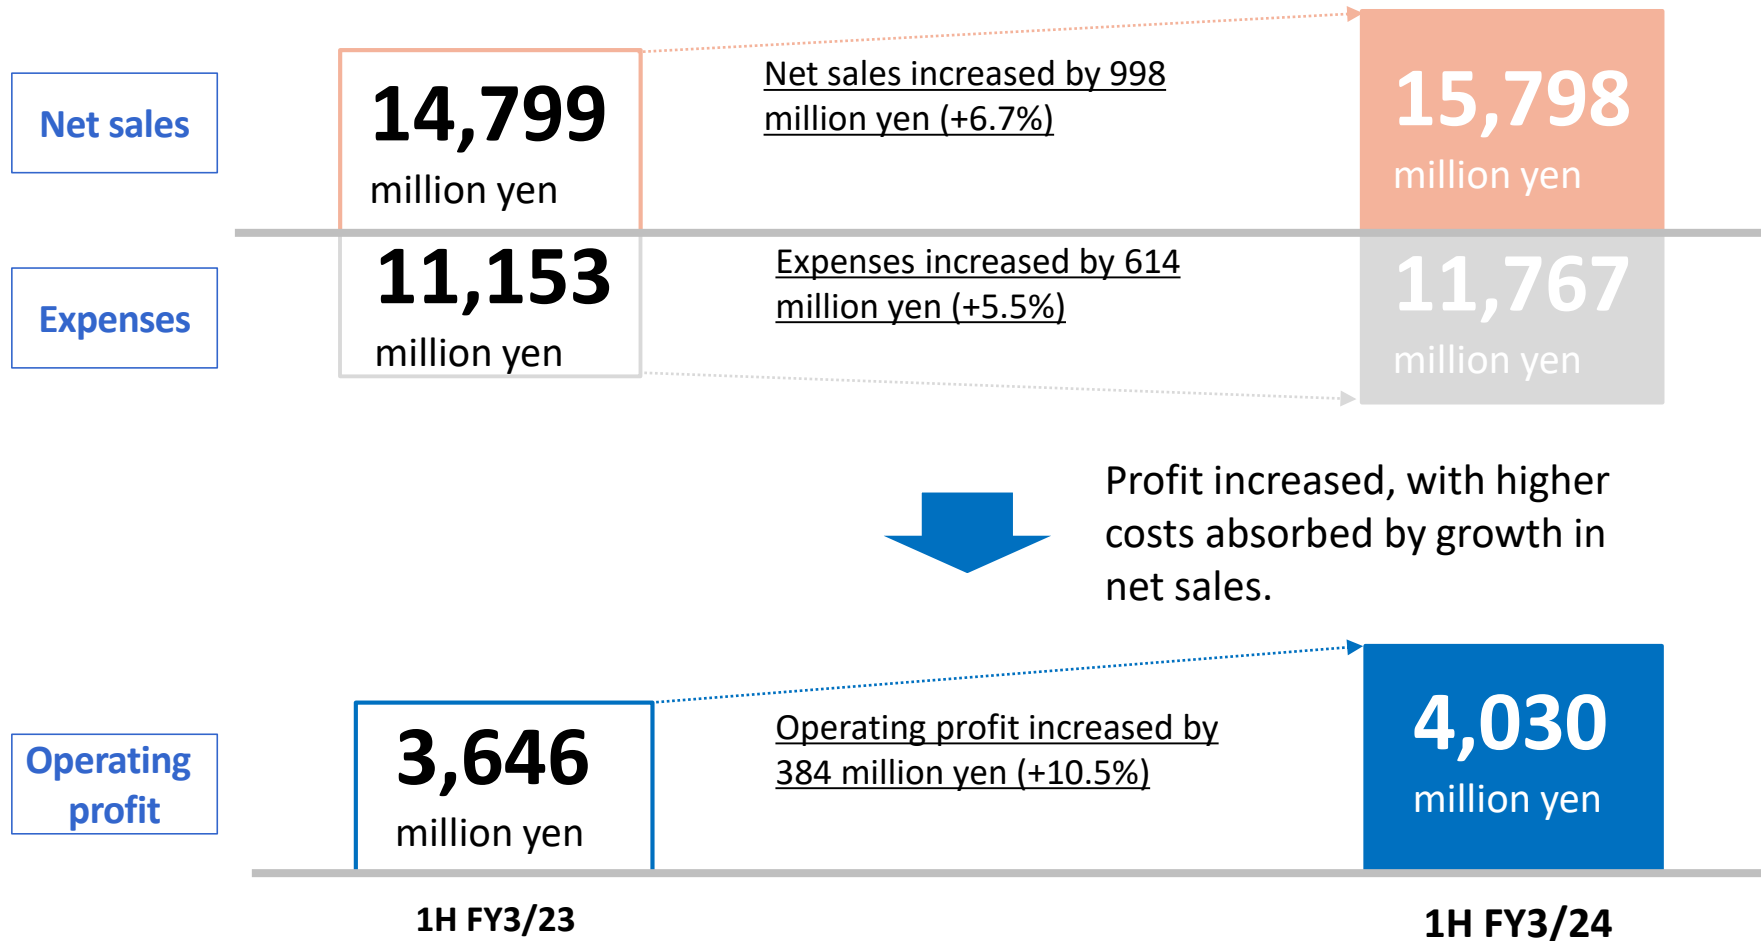 Net sales
14,799
million yen
Net sales increased by 998
million yen (+6.7%)
15,798
million yen
Expenses
11,153
million yen
Expenses increased by 614
million yen (+5.5%)
11,767
million yen
Profit increased, with higher
costs absorbed by growth in
net sales.
Operating
profit
3,646
million yen
Operating profit increased by
384 million yen (+10.5%)
4,030
million yen
1H FY3/23
1H FY3/24